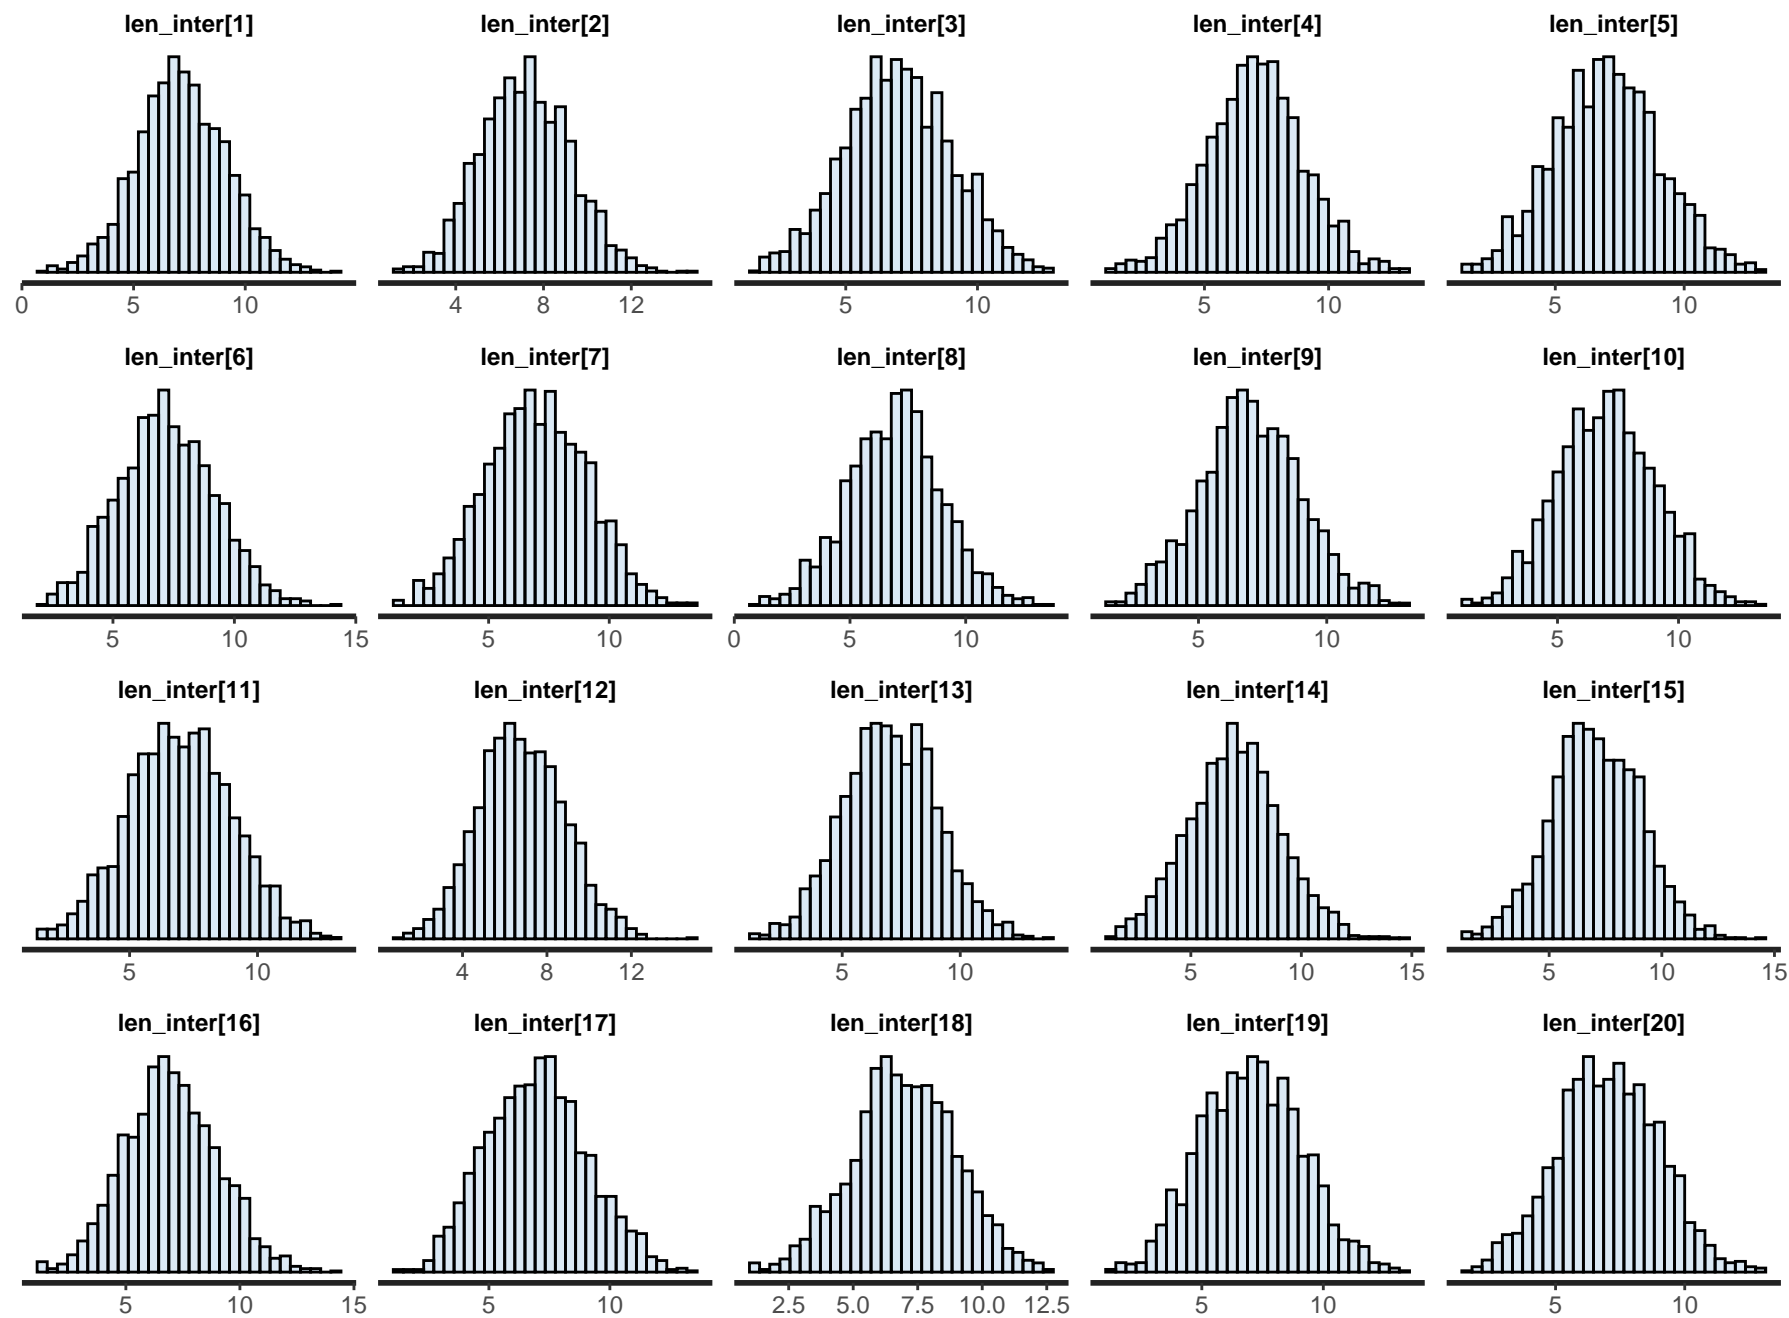 len_inter[1] len_inter[2] len_inter[3] len_inter[4] len_inter[5]
0 5 10 4 8 12 5 10 5 10 5 10
len_inter[6] len_inter[7] len_inter[8] len_inter[9] len_inter[10]
5 10 15 5 10 0 5 10 5 10 5 10
len_inter[11] len_inter[12] len_inter[13] len_inter[14] len_inter[15]
5 10 4 8 12 5 10 5 10 15 5 10 15
len_inter[16] len_inter[17] len_inter[18] len_inter[19] len_inter[20]
5 10 15 5 10 2.5 5.0 7.5 10.0 12.5 5 10 5 10